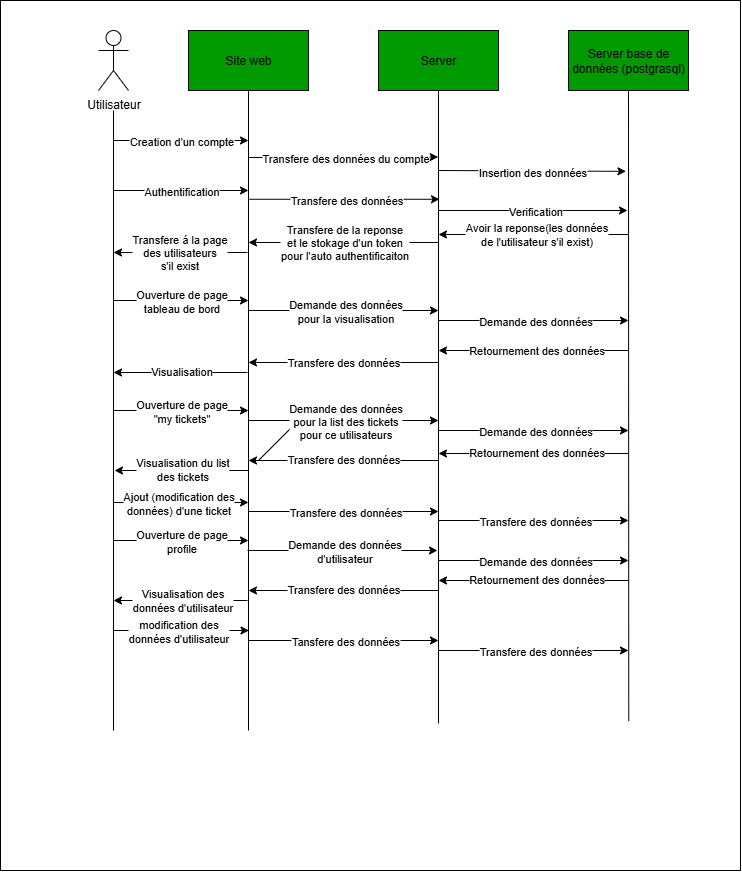 Utilisateur
Site web
Server
Server base de
données (postgrasql)
Creation d'un compte
Transfere des données du compte
Insertion des données
Authentification
Transfere des données
Verification
Avoir la reponse(les données
de l'utilisateur s'il exist)
Transfere de la reponse
et le stokage d'un token
pour l'auto authentificaiton
Transfere á la page
des utilisateurs
s'il exist
Ouverture de page
tableau de bord
Demande des données
pour la visualisation
Demande des données
Retournement des données
Transfere des données
Visualisation
Ouverture de page
"my tickets"
Demande des données
pour la list des tickets
pour ce utilisateurs
Demande des données
Retournement des données
Transfere des données
Visualisation du list
des tickets
Ajout (modification des
données) d'une ticket
Transfere des données
Transfere des données
Ouverture de page
profile
Demande des données
d'utilisateur
Demande des données
Retournement des données
Transfere des données
Visualisation des
données d'utilisateur
modification des
données d'utilisateur
Tansfere des données
Transfere des données